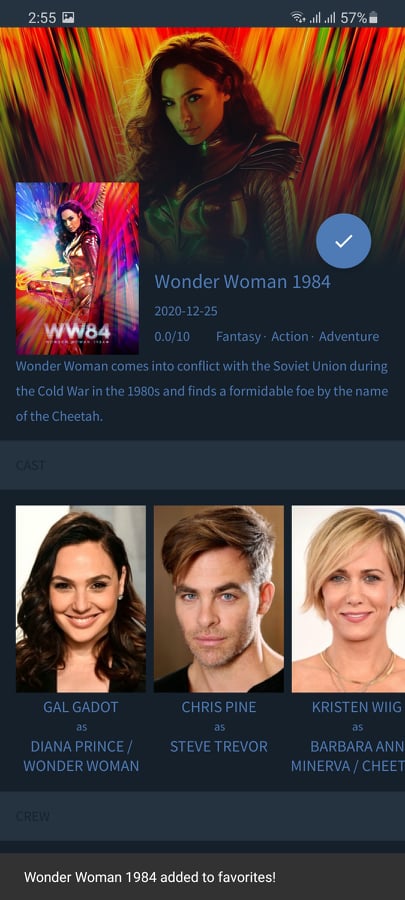 2:55
57%
WW84
Wonder Woman 1984
2020-12-25
0.0/10 Fantasy · Action · Adventure
Wonder Woman comes into conflict with the Soviet Union during
the Cold War in the 1980s and finds a formidable foe by the name
of the Cheetah.
CAST
GAL GADOT
as
DIANA PRINCE /
WONDER WOMAN
CHRIS PINE
as
STEVE TREVOR
KRISTEN WIIG
as
BARBARA ANN
MINERVA / CHEET
CREW
Wonder Woman 1984 added to favorites!